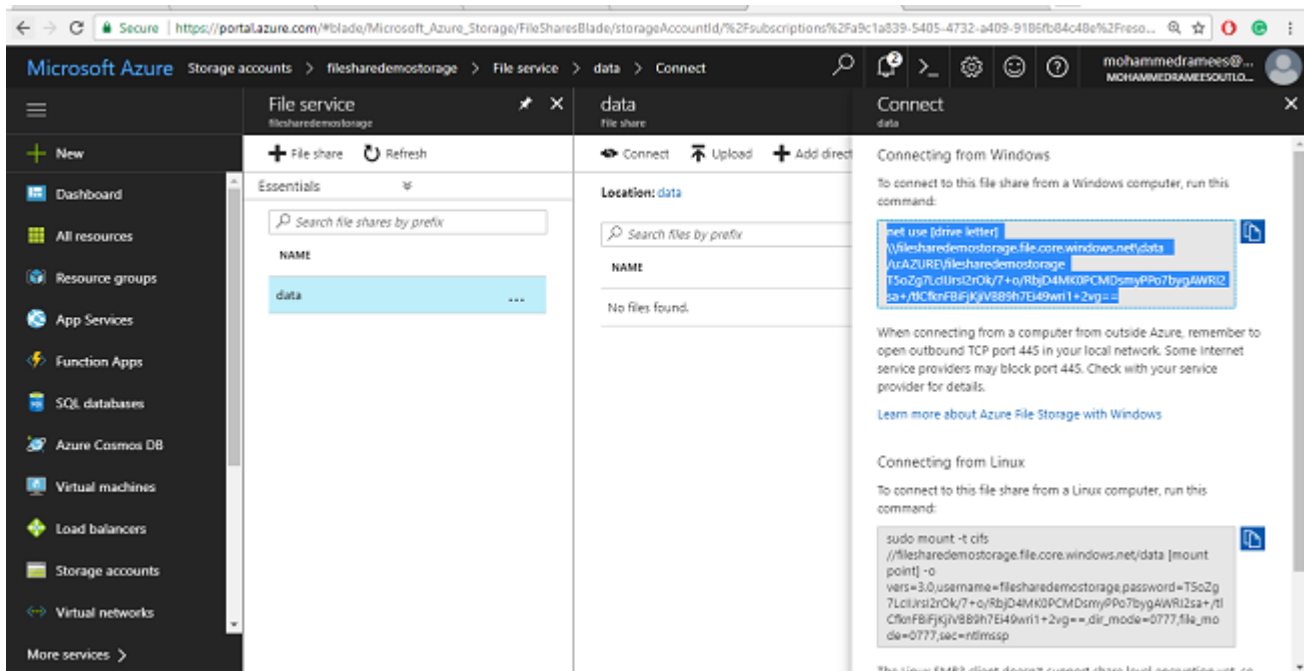 Secure | https://portal.azure.com/#blade/Microsoft_Azure_Storage/FileSharesBlade/storageAccountId/%2Fsubscriptions%2Fa9c1a839-5405-4732-a409-9186fb84c48e%2Freso...
Microsoft Azure Storage accounts > filesharedemostorage > File service > data > Connect
2
mohammedramees@...
MOHAMMEDRAMEESOUTLO...
New
Dashboard
All resources
Resource groups
App Services
Function Apps
SQL databases
Azure Cosmos DB
Virtual machines
Load balancers
Storage accounts
Virtual networks
More services >
File service
filesharedemostorage
File share Refresh
Essentials
Search file shares by prefix
NAME
data ...
data
File share
Connect Upload Add direct
Location: data
Search files by prefix
NAME
No files found.
Connect
data
Connecting from Windows
To connect to this file share from a Windows computer, run this
command:
net use [drive letter]
\\filesharedemostorage.file.core.windows.net\data
/u:AZURE\filesharedemostorage
When connecting from a computer from outside Azure, remember to
open outbound TCP port 445 in your local network. Some Internet
service providers may block port 445. Check with your service
provider for details.
Learn more about Azure File Storage with Windows
Connecting from Linux
To connect to this file share from a Linux computer, run this
command:
sudo mount -t cifs
//filesharedemostorage.file.core.windows.net/data [mount
point] -o
vers=3.0,username=filesharedemostorage,password=
,dir_mode=0777,file_mo
de=0777,sec=ntlmssp